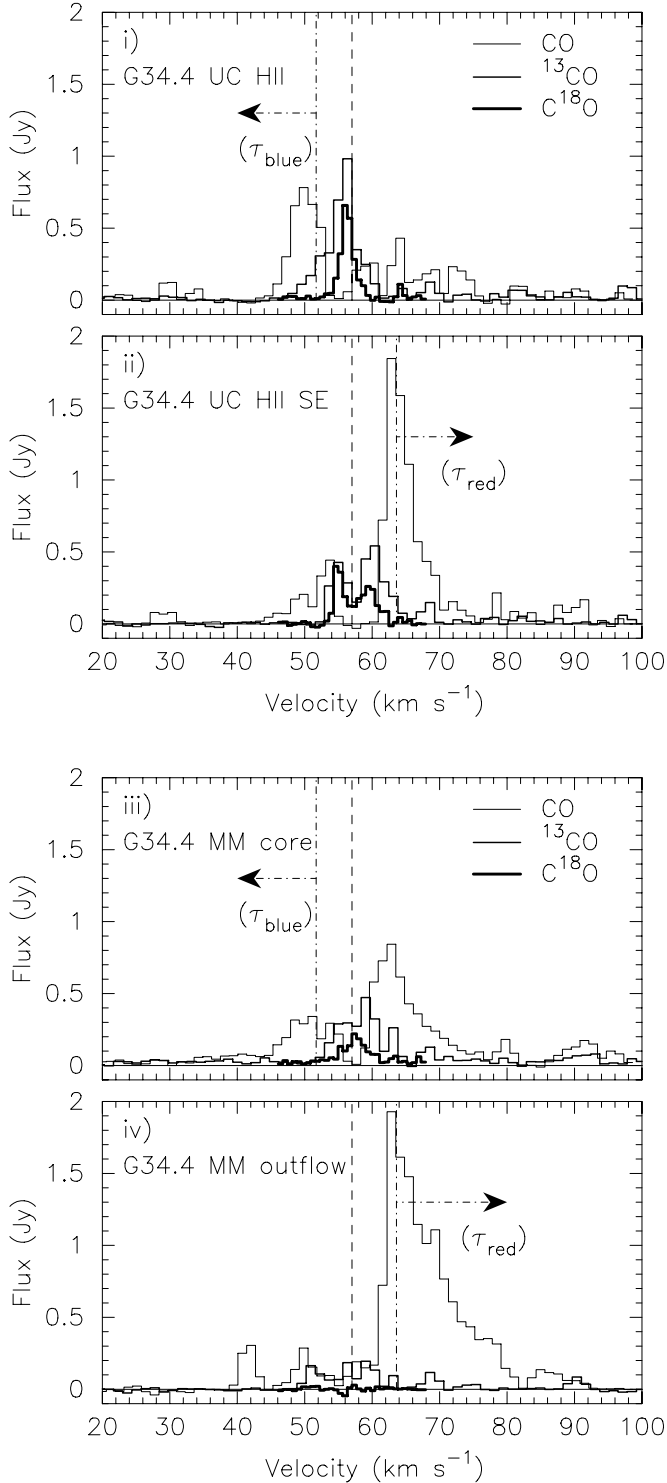 i)
G34.4 UC HII
CO
¹³CO
C¹⁸O
(τ_blue)
Flux (Jy)
2
1.5
1
0.5
0
ii)
G34.4 UC HII SE
(τ_red)
Flux (Jy)
2
1.5
1
0.5
0
20 30 40 50 60 70 80 90 100
Velocity (km s⁻¹)
iii)
G34.4 MM core
CO
¹³CO
C¹⁸O
(τ_blue)
Flux (Jy)
2
1.5
1
0.5
0
iv)
G34.4 MM outflow
(τ_red)
Flux (Jy)
2
1.5
1
0.5
0
20 30 40 50 60 70 80 90 100
Velocity (km s⁻¹)